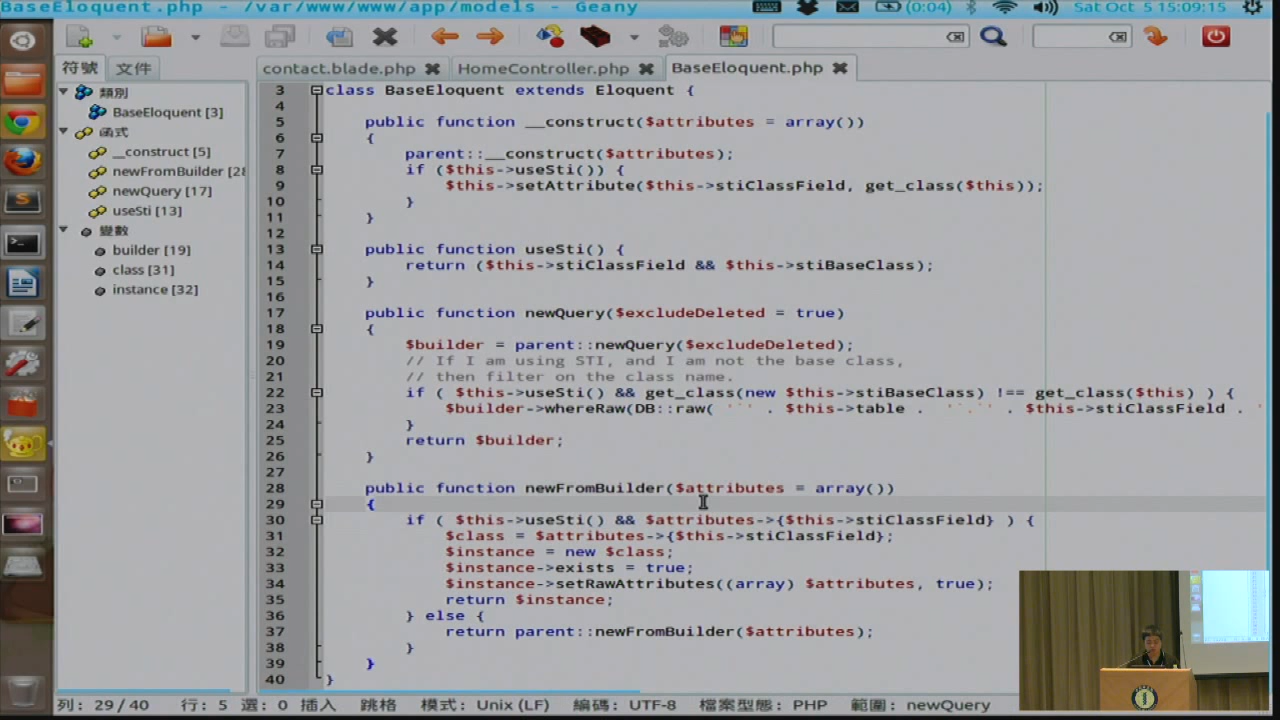 BaseEloquent.php - /var/www/www/app/models - Geany
(0:04)
Sat Oct 5 15:09:15
符號 文件
contact.blade.php HomeController.php BaseEloquent.php
類別
BaseEloquent [3]
函式
__construct [5]
newFromBuilder [28
newQuery [17]
useSti [13]
變數
builder [19]
class [31]
instance [32]
3 class BaseEloquent extends Eloquent {
4
5 public function __construct($attributes = array())
6 {
7 parent::__construct($attributes);
8 if ($this->useSti()) {
9 $this->setAttribute($this->stiClassField, get_class($this));
10 }
11 }
12
13 public function useSti() {
14 return ($this->stiClassField && $this->stiBaseClass);
15 }
16
17 public function newQuery($excludeDeleted = true)
18 {
19 $builder = parent::newQuery($excludeDeleted);
20 // If I am using STI, and I am not the base class,
21 // then filter on the class name.
22 if ( $this->useSti() && get_class(new $this->stiBaseClass) !== get_class($this) ) {
23 $builder->whereRaw(DB::raw( '`' . $this->table . '`.`' . $this->stiClassField . '
24 }
25 return $builder;
26 }
27
28 public function newFromBuilder($attributes = array())
29 {
30 if ( $this->useSti() && $attributes->{$this->stiClassField} ) {
31 $class = $attributes->{$this->stiClassField};
32 $instance = new $class;
33 $instance->exists = true;
34 $instance->setRawAttributes((array) $attributes, true);
35 return $instance;
36 } else {
37 return parent::newFromBuilder($attributes);
38 }
39 }
40 }
列: 29 / 40 行: 5 選: 0 插入 跳格 模式: Unix (LF) 編碼: UTF-8 檔案型態: PHP 範圍: newQuery